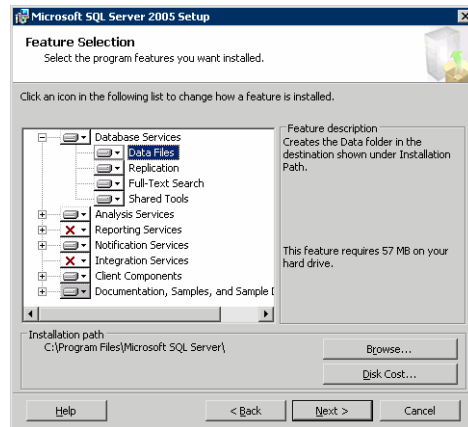 Microsoft SQL Server 2005 Setup
Feature Selection
Select the program features you want installed.
Click an icon in the following list to change how a feature is installed.
Database Services
Data Files
Replication
Full-Text Search
Shared Tools
Analysis Services
Reporting Services
Notification Services
Integration Services
Client Components
Documentation, Samples, and Sample
Feature description
Creates the Data folder in the
destination shown under Installation
Path.
This feature requires 57 MB on your
hard drive.
Installation path
C:\Program Files\Microsoft SQL Server\
Browse...
Disk Cost...
Help
< Back
Next >
Cancel